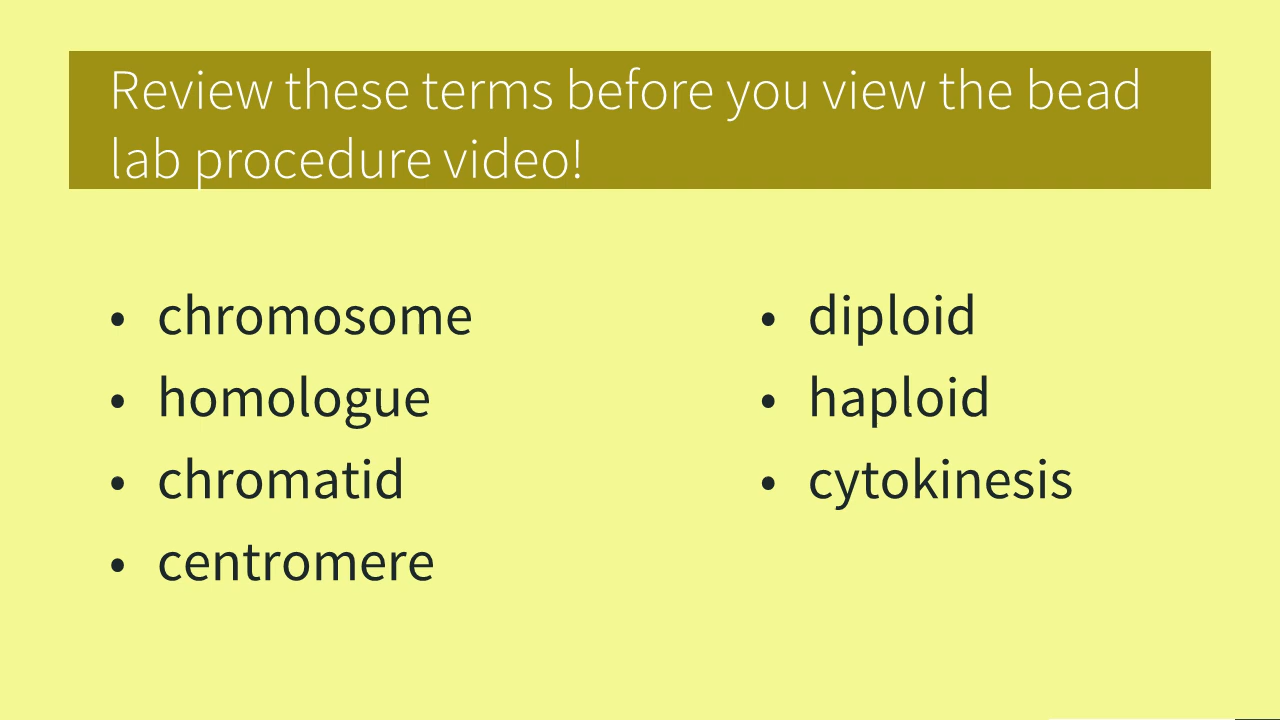 Review these terms before you view the bead
lab procedure video!
• chromosome
• homologue
• chromatid
• centromere
• diploid
• haploid
• cytokinesis